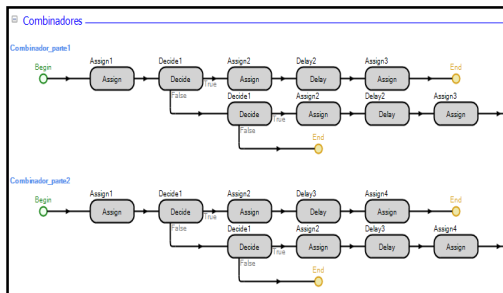 Combinadores
Combinador_parte1
Begin Assign1 Decide1 Assign2 Delay2 Assign3 End
Assign Decide Assign Delay Assign
True
False Decide1 Assign2 Delay2 Assign3
Decide Assign Delay Assign
True
False End
Combinador_parte2
Begin Assign1 Decide1 Assign2 Delay3 Assign4 End
Assign Decide Assign Delay Assign
True
False Decide1 Assign2 Delay3 Assign4
Decide Assign Delay Assign
True
False End